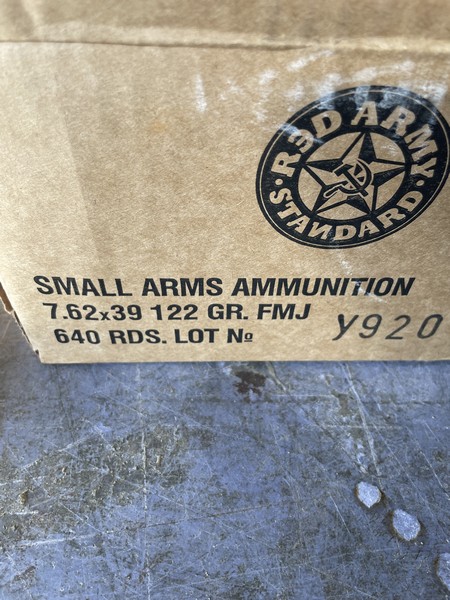 RED ARMY
· STANDARD ·
SMALL ARMS AMMUNITION
7.62x39 122 GR. FMJ
640 RDS. LOT № Y920